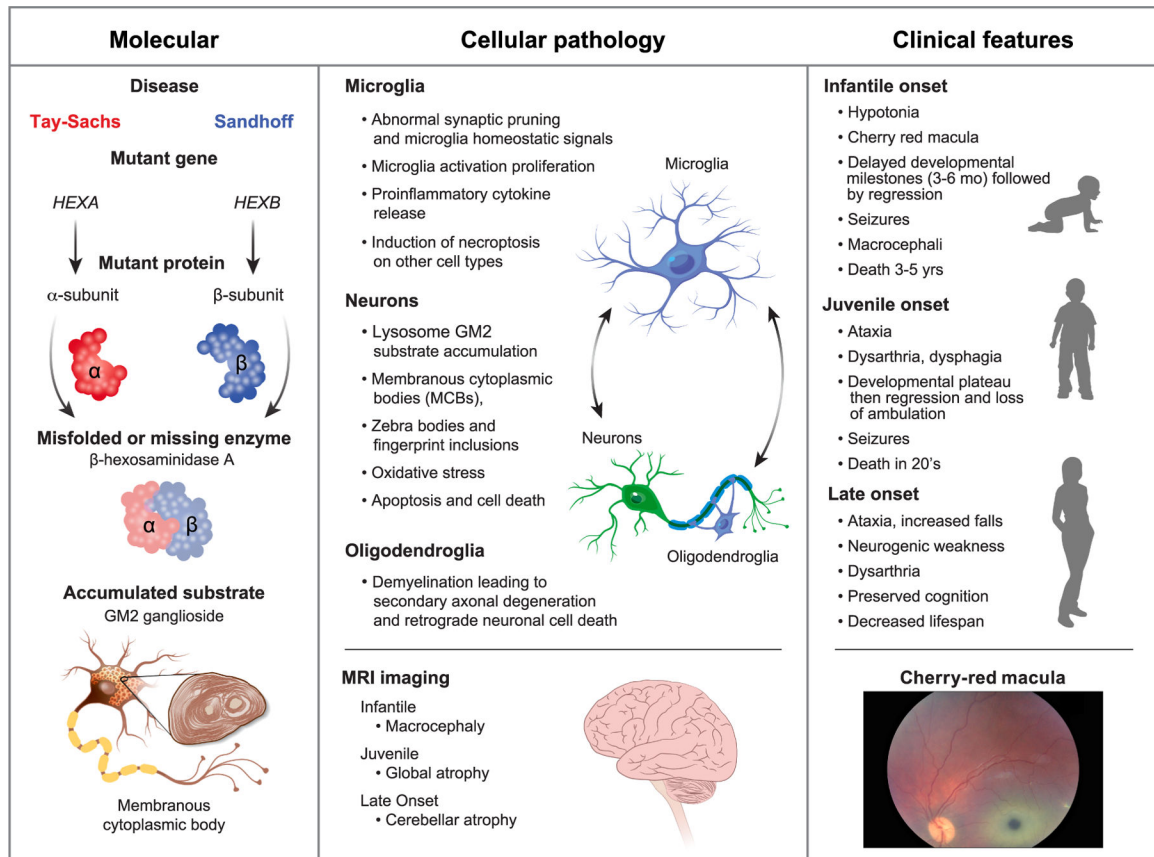 Molecular
Disease
Tay-Sachs
Sandhoff
Mutant gene
HEXA
HEXB
Mutant protein
α-subunit
β-subunit
α
β
Misfolded or missing enzyme
β-hexosaminidase A
α
β
Accumulated substrate
GM2 ganglioside
Membranous
cytoplasmic body
Cellular pathology
Microglia
• Abnormal synaptic pruning
and microglia homeostatic signals
• Microglia activation proliferation
• Proinflammatory cytokine
release
• Induction of necroptosis
on other cell types
Neurons
• Lysosome GM2
substrate accumulation
• Membranous cytoplasmic
bodies (MCBs),
• Zebra bodies and
fingerprint inclusions
• Oxidative stress
• Apoptosis and cell death
Oligodendroglia
• Demyelination leading to
secondary axonal degeneration
and retrograde neuronal cell death
Microglia
Neurons
Oligodendroglia
MRI imaging
Infantile
• Macrocephaly
Juvenile
• Global atrophy
Late Onset
• Cerebellar atrophy
Clinical features
Infantile onset
• Hypotonia
• Cherry red macula
• Delayed developmental
milestones (3-6 mo) followed
by regression
• Seizures
• Macrocephali
• Death 3-5 yrs
Juvenile onset
• Ataxia
• Dysarthria, dysphagia
• Developmental plateau
then regression and loss
of ambulation
• Seizures
• Death in 20's
Late onset
• Ataxia, increased falls
• Neurogenic weakness
• Dysarthria
• Preserved cognition
• Decreased lifespan
Cherry-red macula